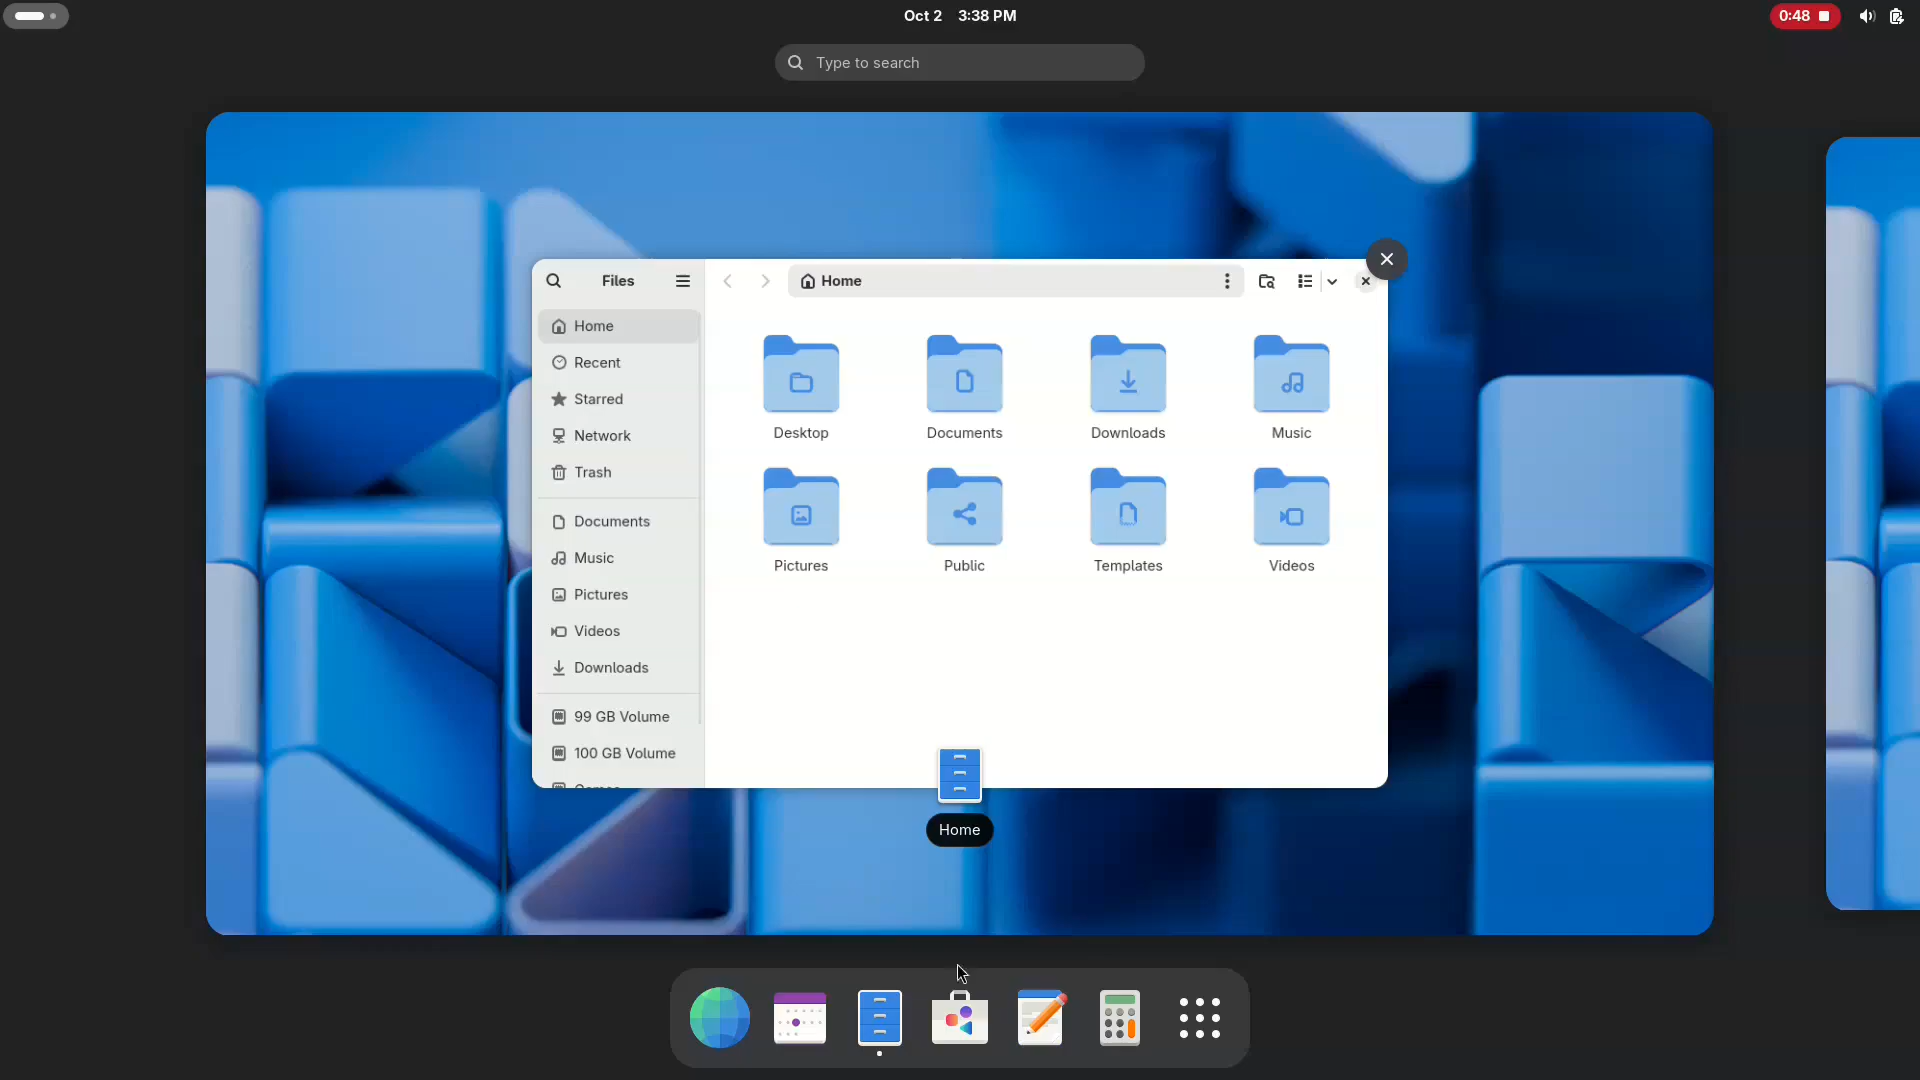 Oct 2 3:38 PM
0:48
Type to search
Files
Home
Home
Recent
Starred
Network
Trash
Documents
Music
Pictures
Videos
Downloads
99 GB Volume
100 GB Volume
Desktop
Documents
Downloads
Music
Pictures
Public
Templates
Videos
Home